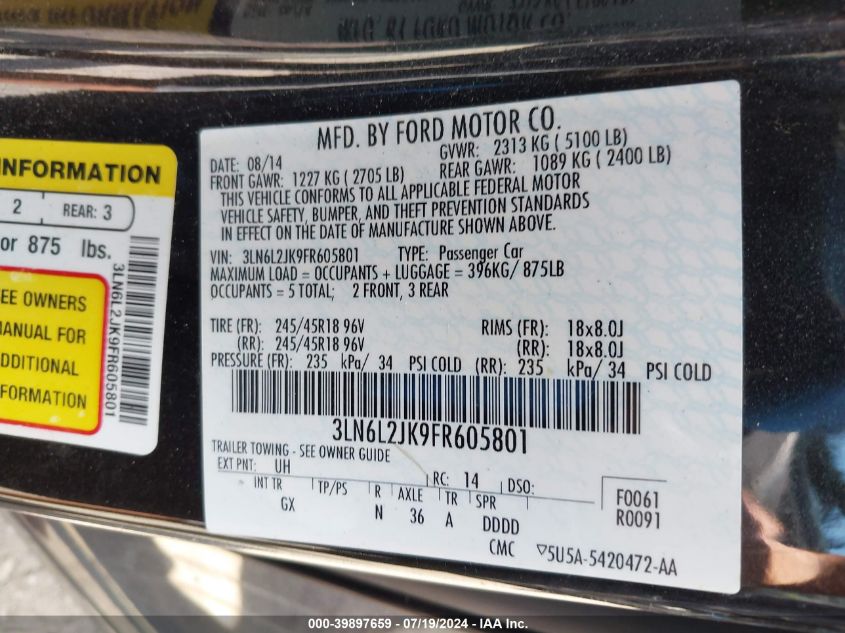 MFD. BY FORD MOTOR CO.
DATE: 08/14 GVWR: 2313 KG ( 5100 LB)
FRONT GAWR: 1227 KG ( 2705 LB) REAR GAWR: 1089 KG ( 2400 LB)
THIS VEHICLE CONFORMS TO ALL APPLICABLE FEDERAL MOTOR
VEHICLE SAFETY, BUMPER, AND THEFT PREVENTION STANDARDS
IN EFFECT ON THE DATE OF MANUFACTURE SHOWN ABOVE.
VIN: 3LN6L2JK9FR605801 TYPE: Passenger Car
MAXIMUM LOAD = OCCUPANTS + LUGGAGE = 396KG/ 875LB
OCCUPANTS = 5 TOTAL; 2 FRONT, 3 REAR
TIRE (FR): 245/45R18 96V RIMS (FR): 18x8.0J
(RR): 245/45R18 96V (RR): 18x8.0J
PRESSURE (FR): 235 kPa/ 34 PSI COLD (RR): 235 kPa/ 34 PSI COLD
3LN6L2JK9FR605801
TRAILER TOWING - SEE OWNER GUIDE
EXT PNT: UH RC: 14 DSO:
INT TR TP/PS R AXLE TR SPR
GX N 36 A DDDD
F0061
R0091
CMC 5U5A-5420472-AA
INFORMATION
2 REAR: 3
or 875 lbs.
SEE OWNERS
MANUAL FOR
ADDITIONAL
INFORMATION
3LN6L2JK9FR605801
000-39897659 / 07/19/2024 - IAA, Inc.